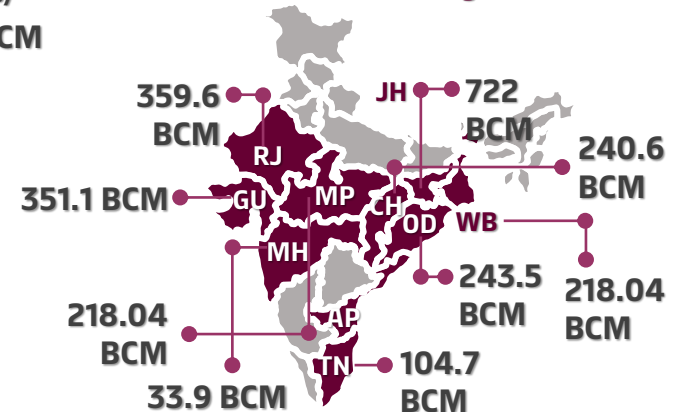 CM
359.6
BCM
JH
722
BCM
240.6
BCM
RJ
351.1 BCM
GU
MP
CH
OD
WB
MH
243.5
BCM
218.04
BCM
218.04
BCM
AP
TN
104.7
BCM
33.9 BCM